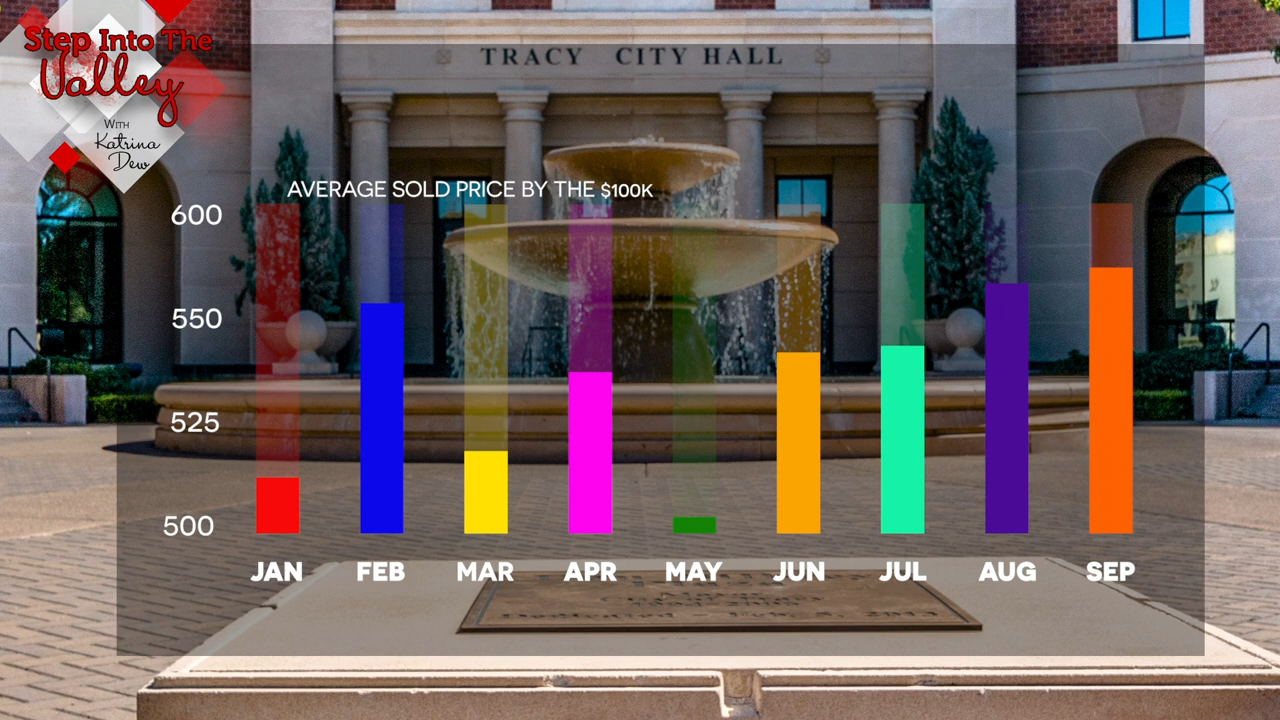 Step Into The
Valley
WITH
Katrina
Dew
TRACY CITY HALL
AVERAGE SOLD PRICE BY THE $100K
600
550
525
500
JAN FEB MAR APR MAY JUN JUL AUG SEP